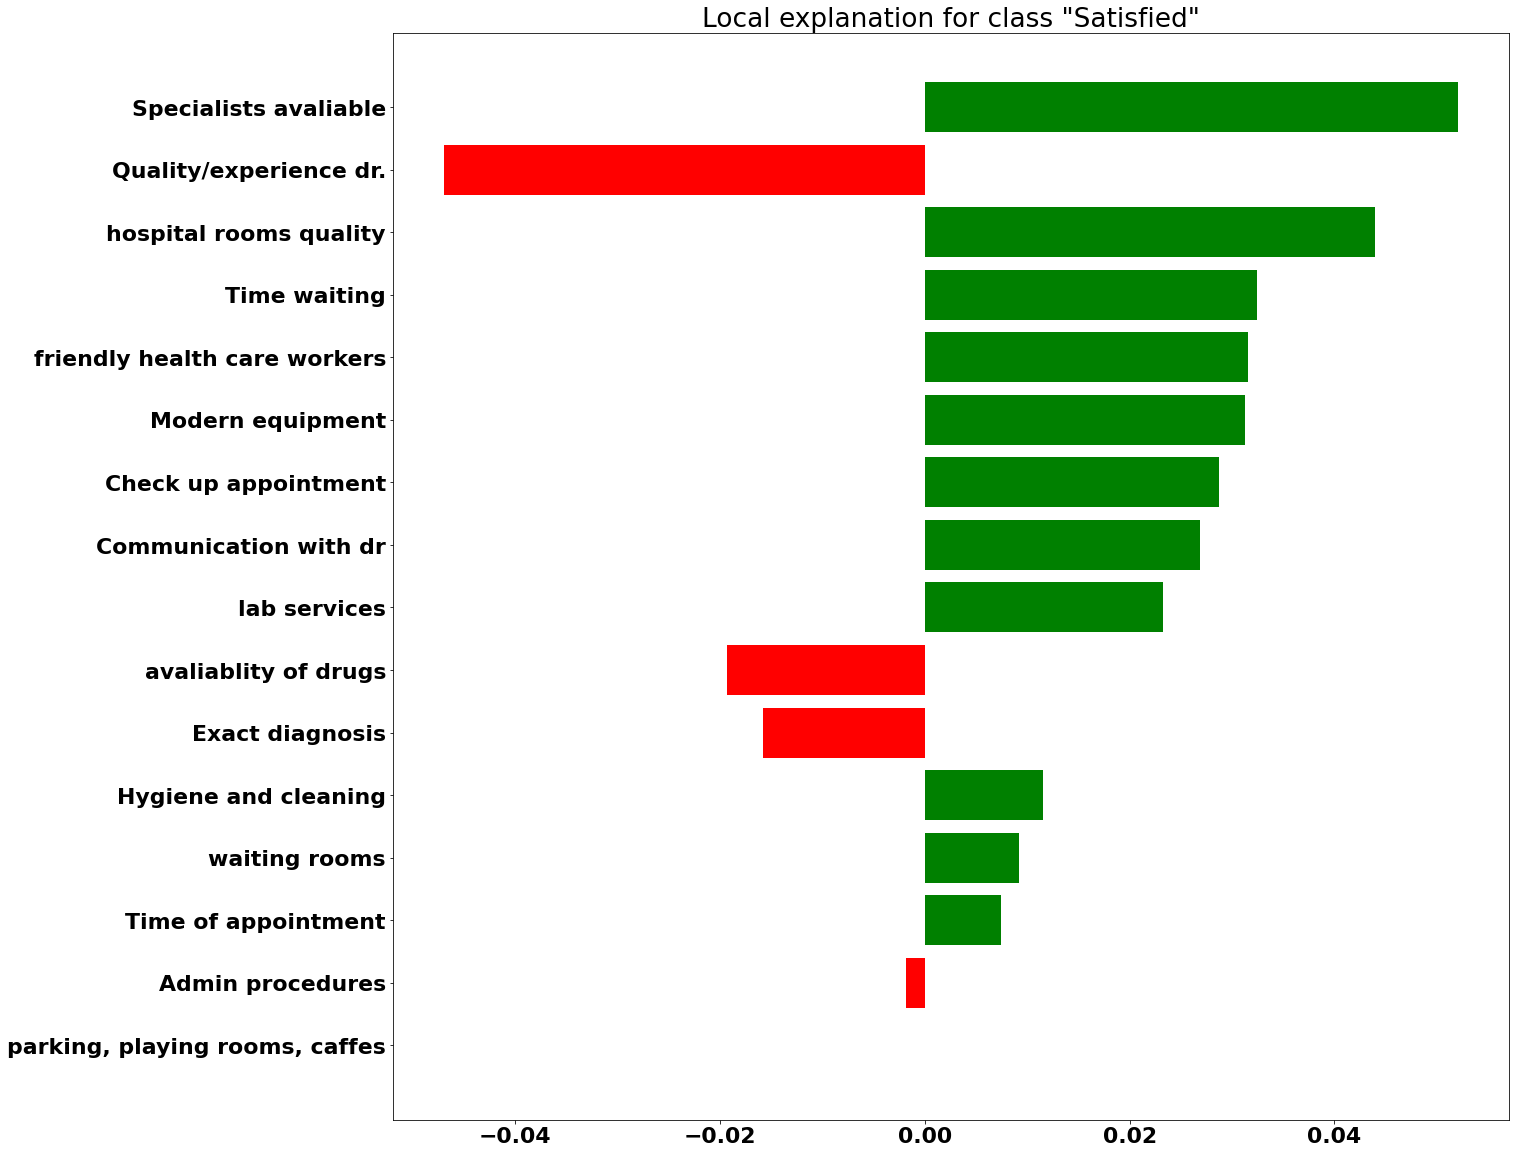 Local explanation for class "Satisfied"
Specialists avaliable
Quality/experience dr.
hospital rooms quality
Time waiting
friendly health care workers
Modern equipment
Check up appointment
Communication with dr
lab services
avaliablity of drugs
Exact diagnosis
Hygiene and cleaning
waiting rooms
Time of appointment
Admin procedures
parking, playing rooms, caffes
−0.04 −0.02 0.00 0.02 0.04